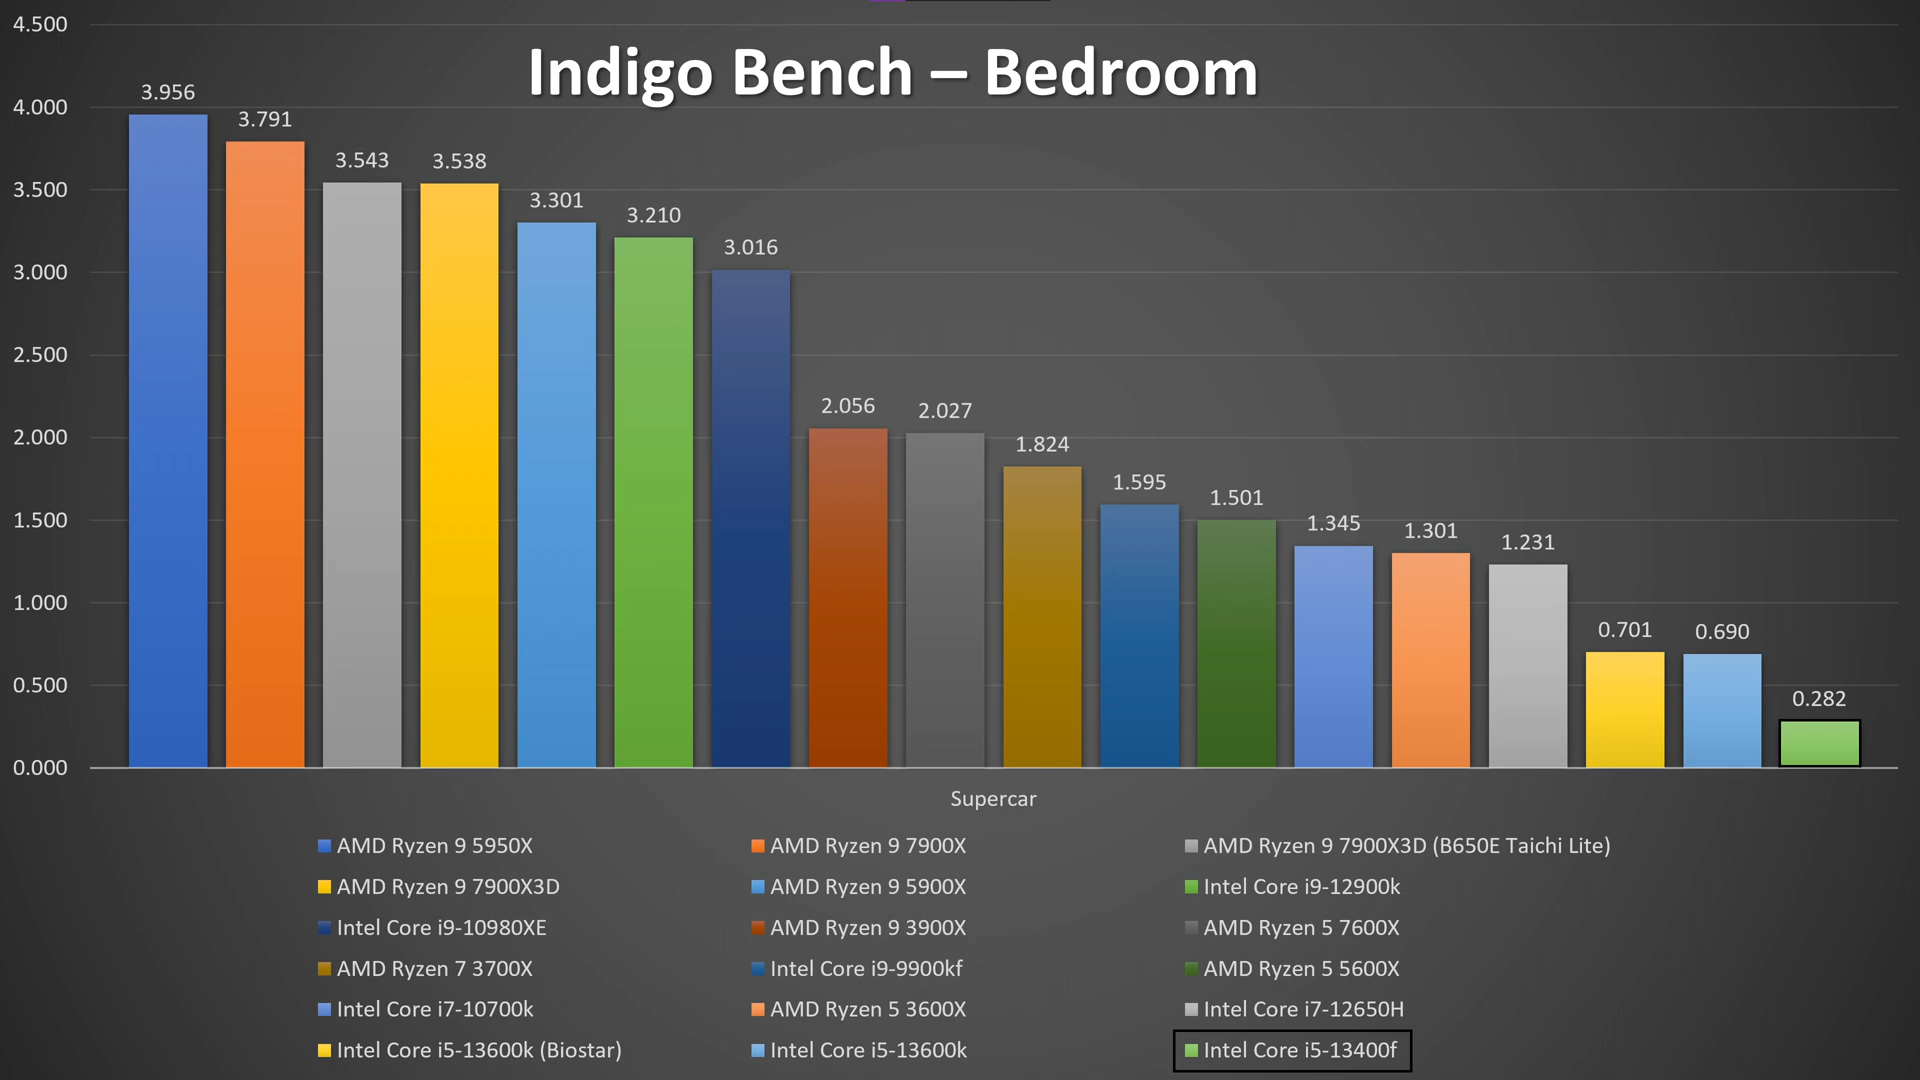 Indigo Bench – Bedroom
4.500
4.000
3.500
3.000
2.500
2.000
1.500
1.000
0.500
0.000
3.956
3.791
3.543
3.538
3.301
3.210
3.016
2.056
2.027
1.824
1.595
1.501
1.345
1.301
1.231
0.701
0.690
0.282
Supercar
AMD Ryzen 9 5950X
AMD Ryzen 9 7900X
AMD Ryzen 9 7900X3D (B650E Taichi Lite)
AMD Ryzen 9 7900X3D
AMD Ryzen 9 5900X
Intel Core i9-12900k
Intel Core i9-10980XE
AMD Ryzen 9 3900X
AMD Ryzen 5 7600X
AMD Ryzen 7 3700X
Intel Core i9-9900kf
AMD Ryzen 5 5600X
Intel Core i7-10700k
AMD Ryzen 5 3600X
Intel Core i7-12650H
Intel Core i5-13600k (Biostar)
Intel Core i5-13600k
Intel Core i5-13400f